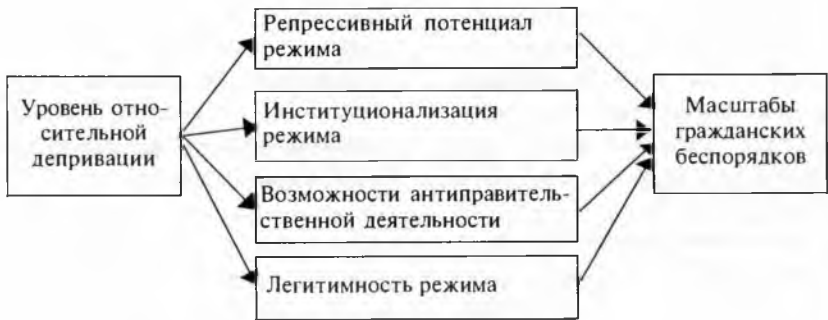 Уровень отно-
сительной
депривации
Репрессивный потенциал
режима
Институционализация
режима
Возможности антиправитель-
ственной деятельности
Легитимность режима
Масштабы
гражданских
беспорядков